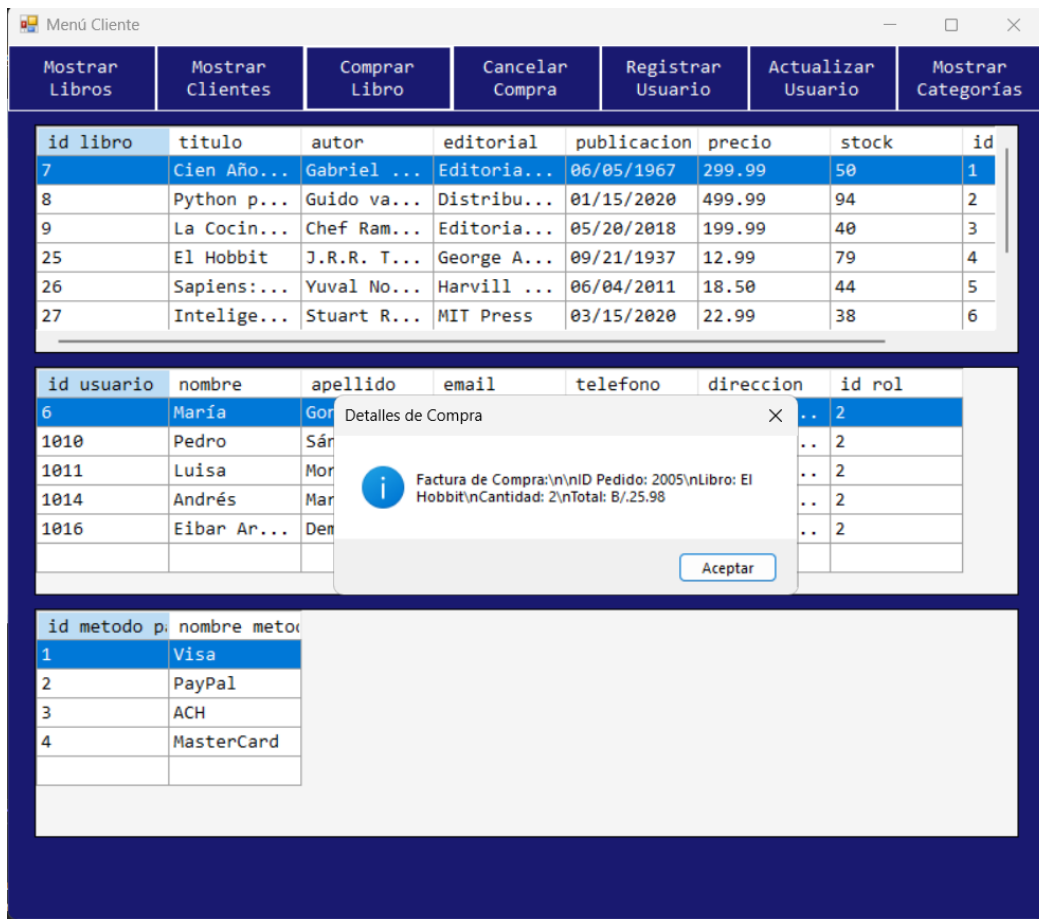 Menú Cliente
Mostrar Libros Mostrar Clientes Comprar Libro Cancelar Compra Registrar Usuario Actualizar Usuario Mostrar Categorías
id libro titulo autor editorial publicacion precio stock id
7 Cien Año... Gabriel ... Editoria... 06/05/1967 299.99 50 1
8 Python p... Guido va... Distribu... 01/15/2020 499.99 94 2
9 La Cocin... Chef Ram... Editoria... 05/20/2018 199.99 40 3
25 El Hobbit J.R.R. T... George A... 09/21/1937 12.99 79 4
26 Sapiens:... Yuval No... Harvill ... 06/04/2011 18.50 44 5
27 Intelige... Stuart R... MIT Press 03/15/2020 22.99 38 6
id usuario nombre apellido email telefono direccion id rol
6 María Gor .. 2
1010 Pedro Sár .. 2
1011 Luisa Mor .. 2
1014 Andrés Mar .. 2
1016 Eibar Ar... Den .. 2
Detalles de Compra
Factura de Compra:\n\nID Pedido: 2005\nLibro: El
Hobbit\nCantidad: 2\nTotal: B/.25.98
Aceptar
id metodo pa nombre metod
1 Visa
2 PayPal
3 ACH
4 MasterCard